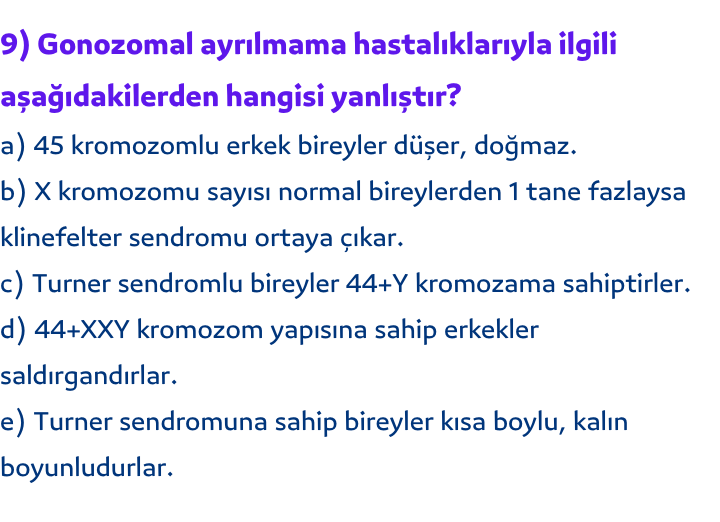 9) Gonozomal ayrılmama hastalıklarıyla ilgili
aşağıdakilerden hangisi yanlıştır?
a) 45 kromozomlu erkek bireyler düşer, doğmaz.
b) X kromozomu sayısı normal bireylerden 1 tane fazlaysa
klinefelter sendromu ortaya çıkar.
c) Turner sendromlu bireyler 44+Y kromozama sahiptirler.
d) 44+XXY kromozom yapısına sahip erkekler
saldırgandırlar.
e) Turner sendromuna sahip bireyler kısa boylu, kalın
boyunludurlar.